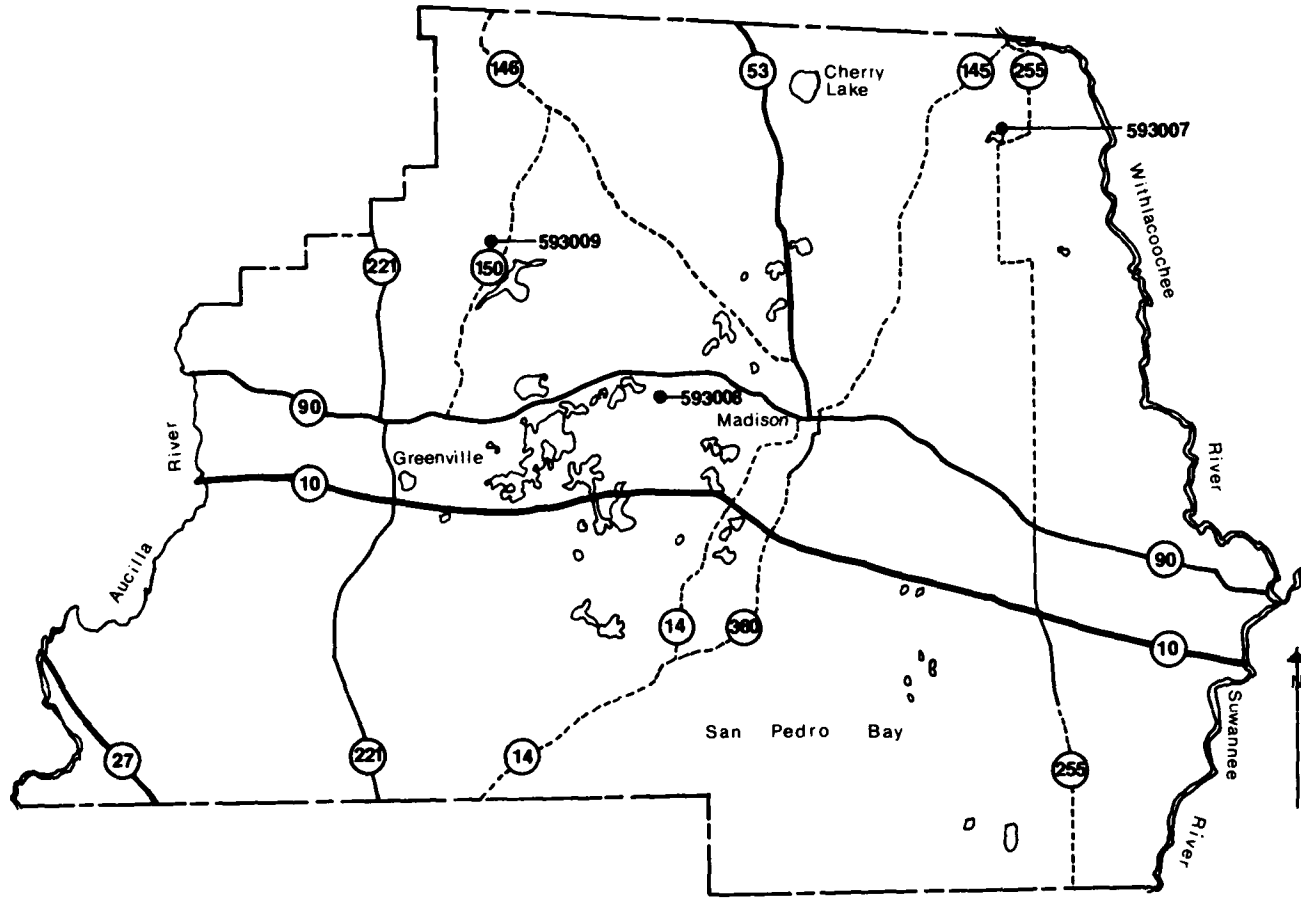 146
53
Cherry
Lake
145
255
593007
Withlacoochee
River
593009
221
150
593008
90
Madison
Greenville
River
10
Aucilla
90
14
360
10
N
27
221
14
San Pedro Bay
255
Suwannee
River